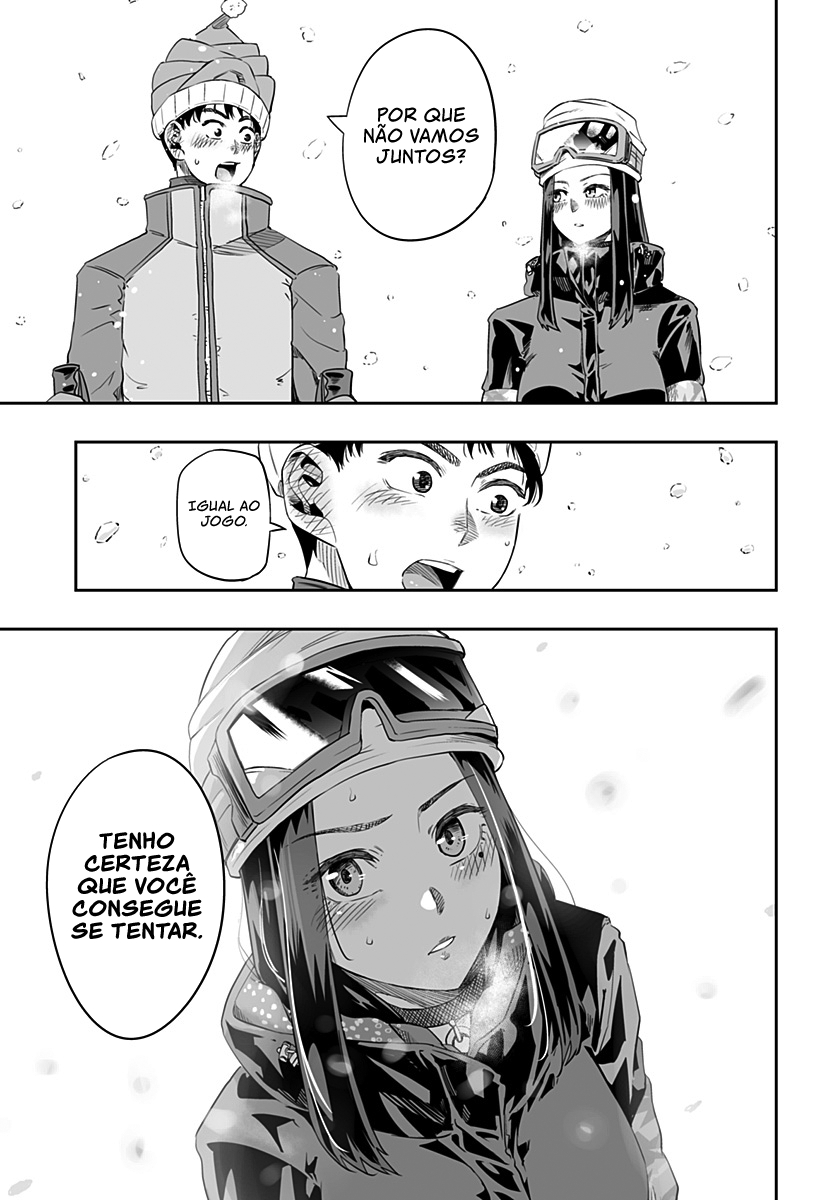 POR QUE
NÃO VAMOS
JUNTOS?
IGUAL AO
JOGO.
TENHO
CERTEZA
QUE VOCÊ
CONSEGUE
SE TENTAR.